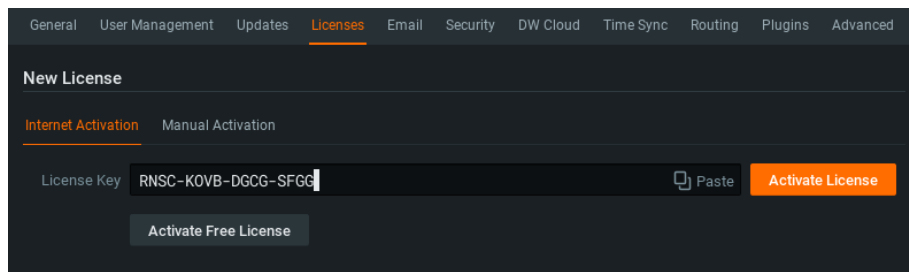 General User Management Updates Licenses Email Security DW Cloud Time Sync Routing Plugins Advanced
New License
Internet Activation Manual Activation
License Key RNSC-KOVB-DGCG-SFGG Paste Activate License
Activate Free License